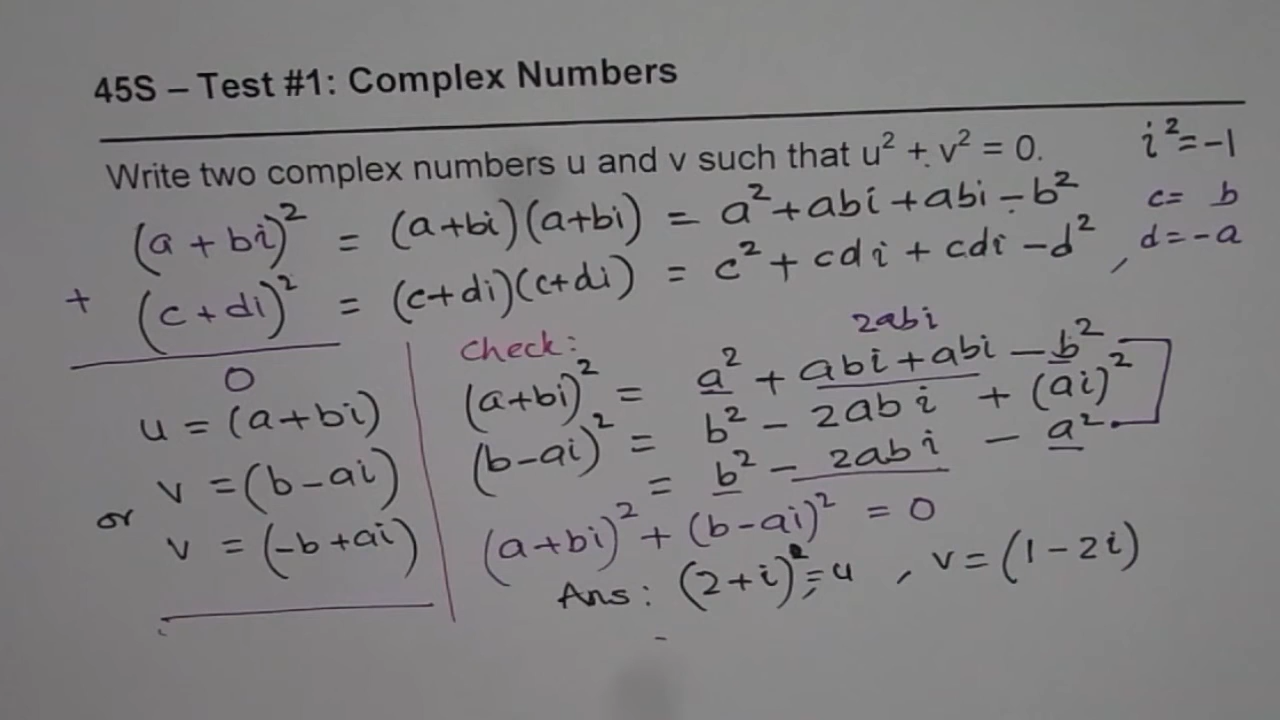 45S – Test #1: Complex Numbers
Write two complex numbers u and v such that u² + v² = 0. i² = -1
(a + bi)² = (a+bi)(a+bi) = a² + abi + abi - b² c = b
+ (c + di)² = (c+di)(c+di) = c² + cdi + cdi - d² , d = -a
0
u = (a + bi)
v = (b - ai)
or v = (-b + ai)
Check:
2abi
(a+bi)² = a² + abi + abi - b²
(b-ai)² = b² - 2abi + (ai)²
= b² - 2abi - a²
(a+bi)² + (b-ai)² = 0
Ans: (2+i)² = u , v = (1-2i)